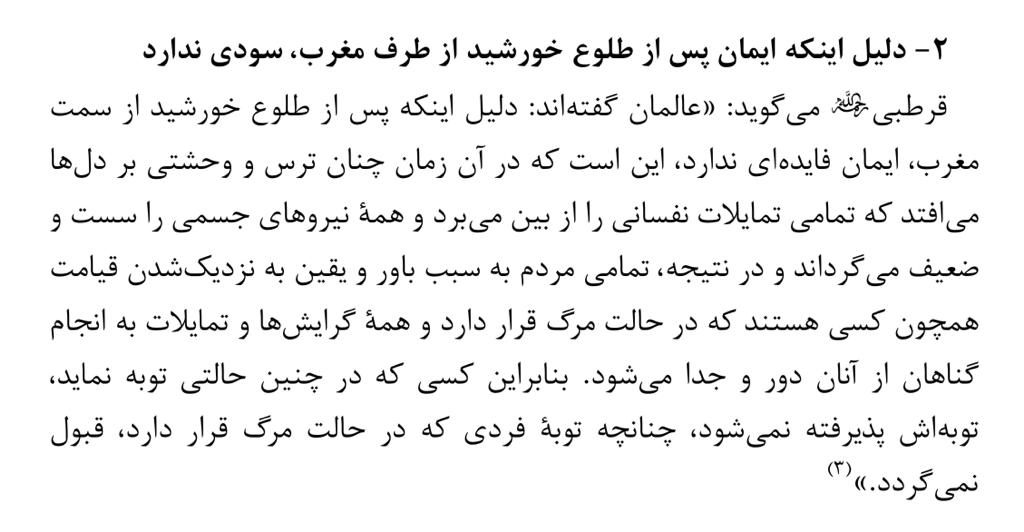 ۲- دلیل اینکه ایمان پس از طلوع خورشید از طرف مغرب، سودی ندارد
قرطبی رحمه‌الله می‌گوید: «عالمان گفته‌اند: دلیل اینکه پس از طلوع خورشید از سمت
مغرب، ایمان فایده‌ای ندارد، این است که در آن زمان چنان ترس و وحشتی بر دل‌ها
می‌افتد که تمامی تمایلات نفسانی را از بین می‌برد و همهٔ نیروهای جسمی را سست و
ضعیف می‌گرداند و در نتیجه، تمامی مردم به سبب باور و یقین به نزدیک‌شدن قیامت
همچون کسی هستند که در حالت مرگ قرار دارد و همهٔ گرایش‌ها و تمایلات به انجام
گناهان از آنان دور و جدا می‌شود. بنابراین کسی که در چنین حالتی توبه نماید،
توبه‌اش پذیرفته نمی‌شود، چنانچه توبهٔ فردی که در حالت مرگ قرار دارد، قبول
نمی‌گردد.»(۳)